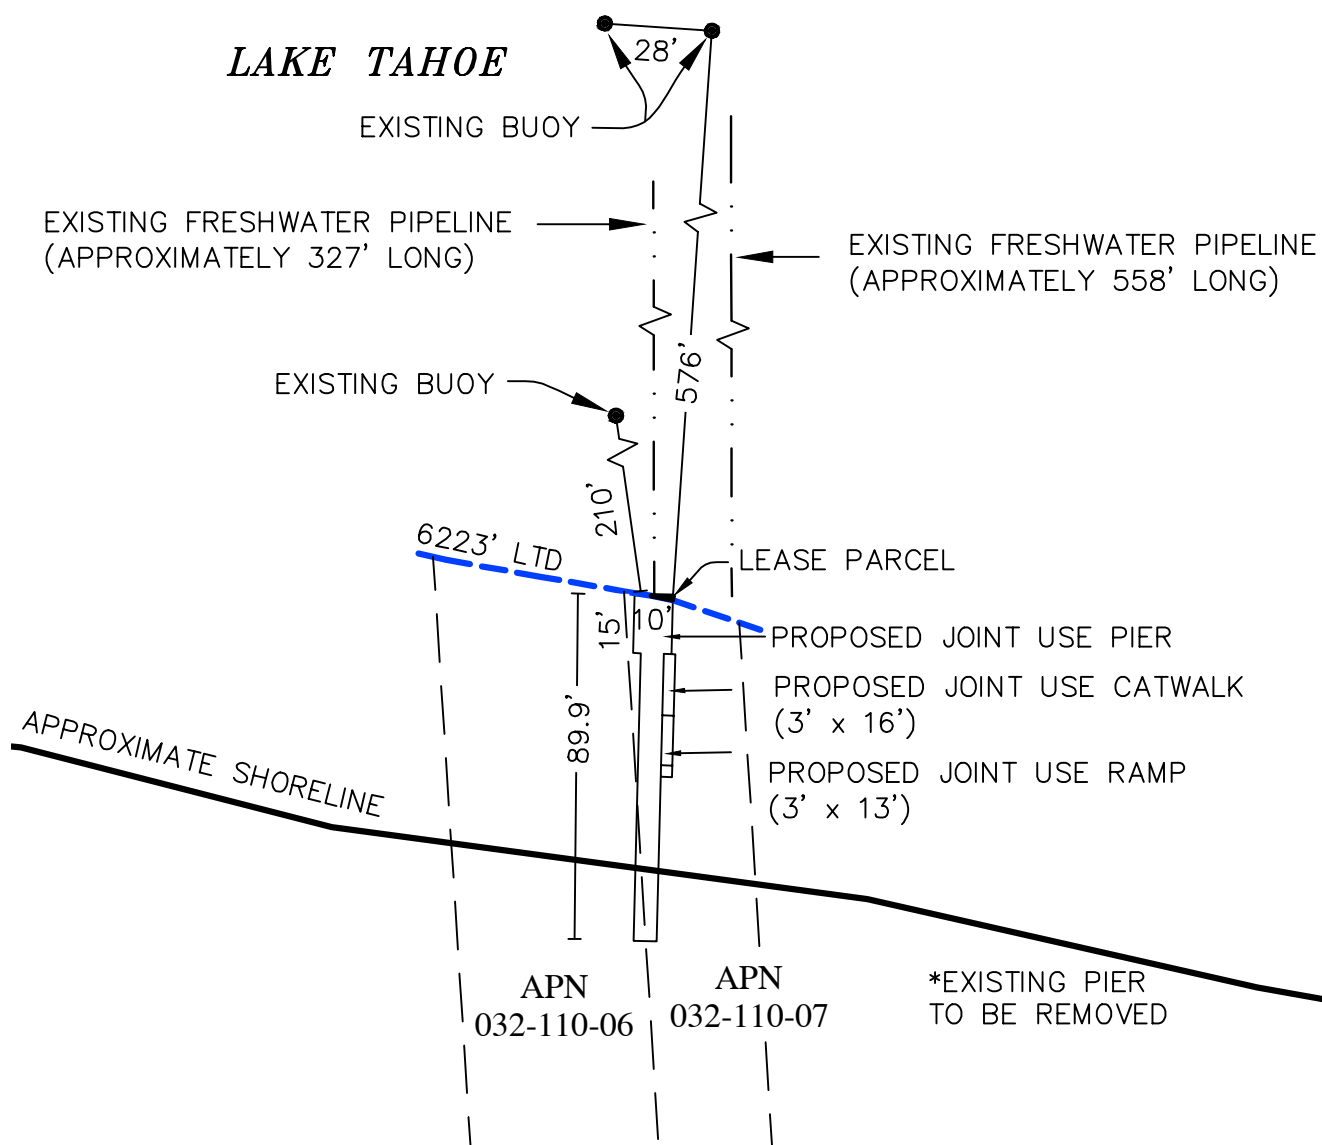 LAKE TAHOE
28'
EXISTING BUOY
EXISTING FRESHWATER PIPELINE
(APPROXIMATELY 327' LONG)
EXISTING FRESHWATER PIPELINE
(APPROXIMATELY 558' LONG)
576'
EXISTING BUOY
210'
6223' LTD
LEASE PARCEL
10'
15'
PROPOSED JOINT USE PIER
PROPOSED JOINT USE CATWALK
(3' x 16')
89.9'
PROPOSED JOINT USE RAMP
(3' x 13')
APPROXIMATE SHORELINE
APN
032-110-06
APN
032-110-07
*EXISTING PIER
TO BE REMOVED